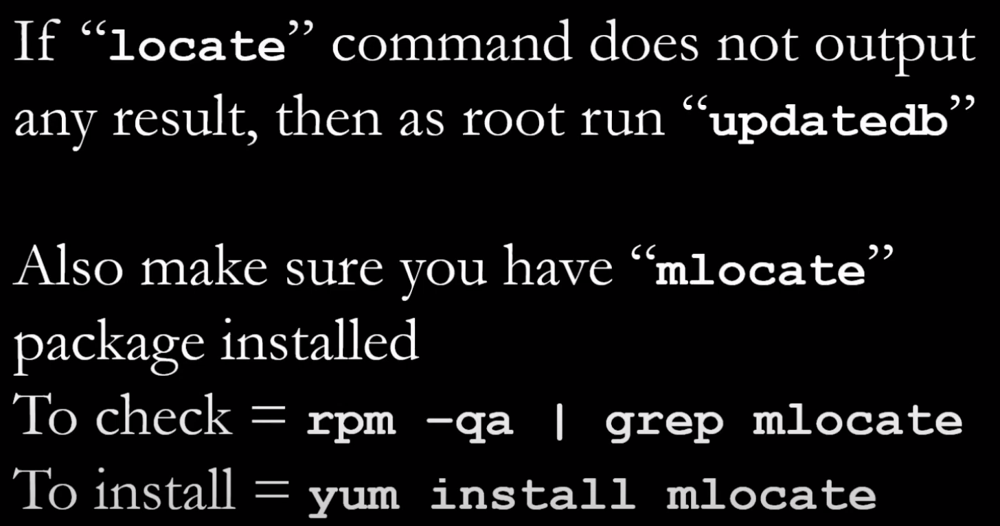 If “locate” command does not output
any result, then as root run “updatedb”
Also make sure you have “mlocate”
package installed
To check = rpm –qa | grep mlocate
To install = yum install mlocate